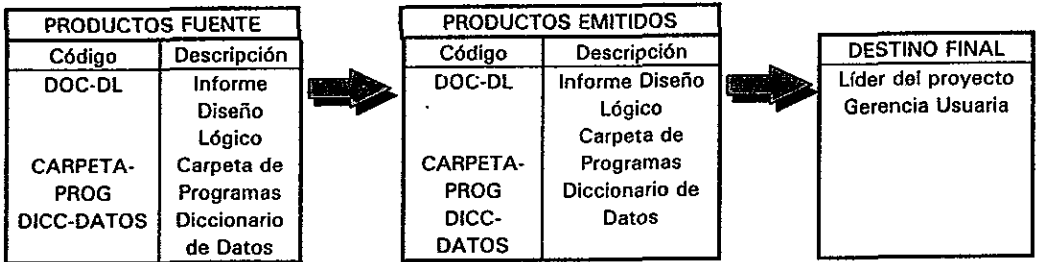 PRODUCTOS FUENTE
Código Descripción
DOC-DL Informe
Diseño
Lógico
CARPETA- Carpeta de
PROG Programas
DICC-DATOS Diccionario
de Datos
PRODUCTOS EMITIDOS
Código Descripción
DOC-DL Informe Diseño
Lógico
Carpeta de
CARPETA- Programas
PROG Diccionario de
DICC- Datos
DATOS
DESTINO FINAL
Líder del proyecto
Gerencia Usuaria